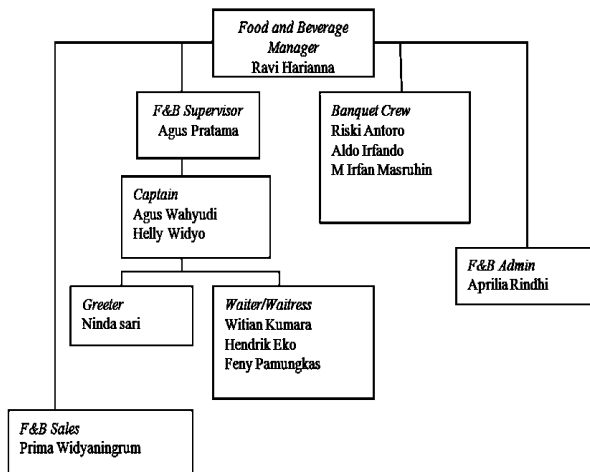 Food and Beverage
Manager
Ravi Harianna
F&B Supervisor
Agus Pratama
Banquet Crew
Riski Antoro
Aldo Irfando
M Irfan Masruhin
Captain
Agus Wahyudi
Helly Widyo
F&B Admin
Aprilia Rindhi
Greeter
Ninda sari
Waiter/Waitress
Witian Kumara
Hendrik Eko
Feny Pamungkas
F&B Sales
Prima Widyaningrum